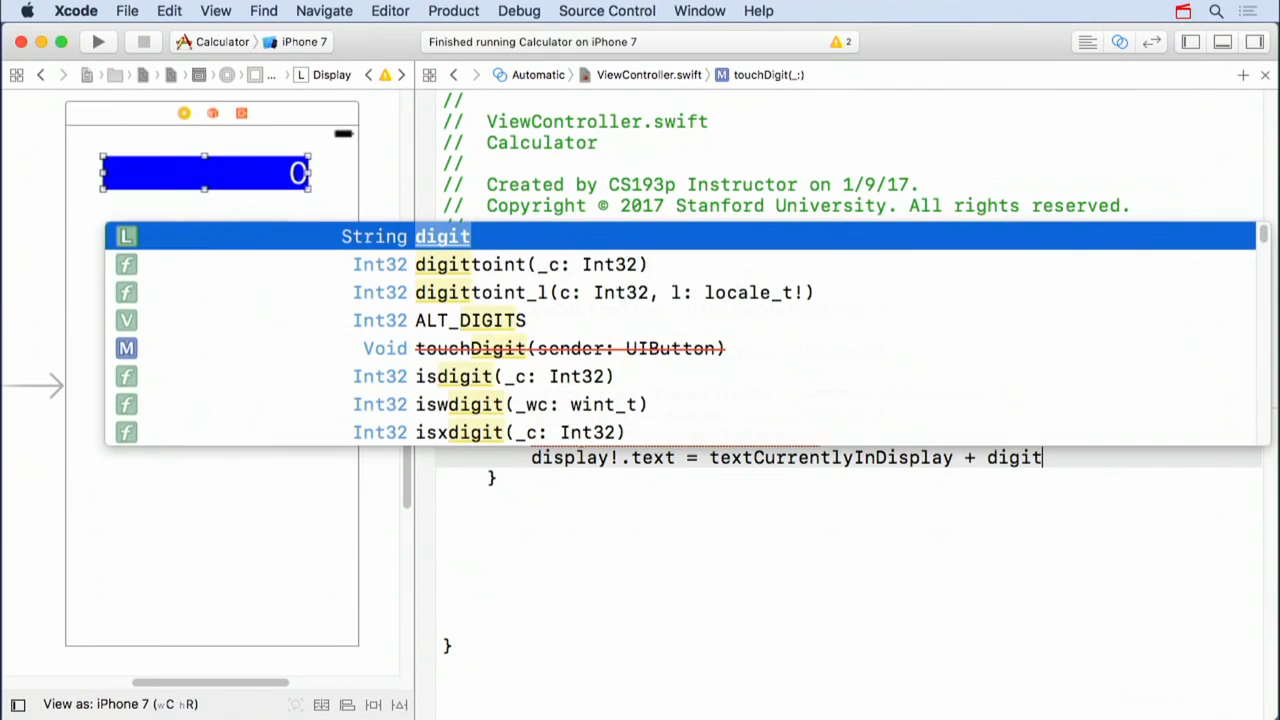 Xcode File Edit View Find Navigate Editor Product Debug Source Control Window Help
Calculator iPhone 7 Finished running Calculator on iPhone 7 2
... L Display Automatic ViewController.swift M touchDigit(_:)
//
// ViewController.swift
// Calculator
//
// Created by CS193p Instructor on 1/9/17.
// Copyright © 2017 Stanford University. All rights reserved.
//
0
L String digit
f Int32 digittoint(_c: Int32)
f Int32 digittoint_l(c: Int32, l: locale_t!)
V Int32 ALT_DIGITS
M Void touchDigit(sender: UIButton)
f Int32 isdigit(_c: Int32)
f Int32 iswdigit(_wc: wint_t)
f Int32 isxdigit(_c: Int32)
display!.text = textCurrentlyInDisplay + digit
}
}
View as: iPhone 7 (wC hR)